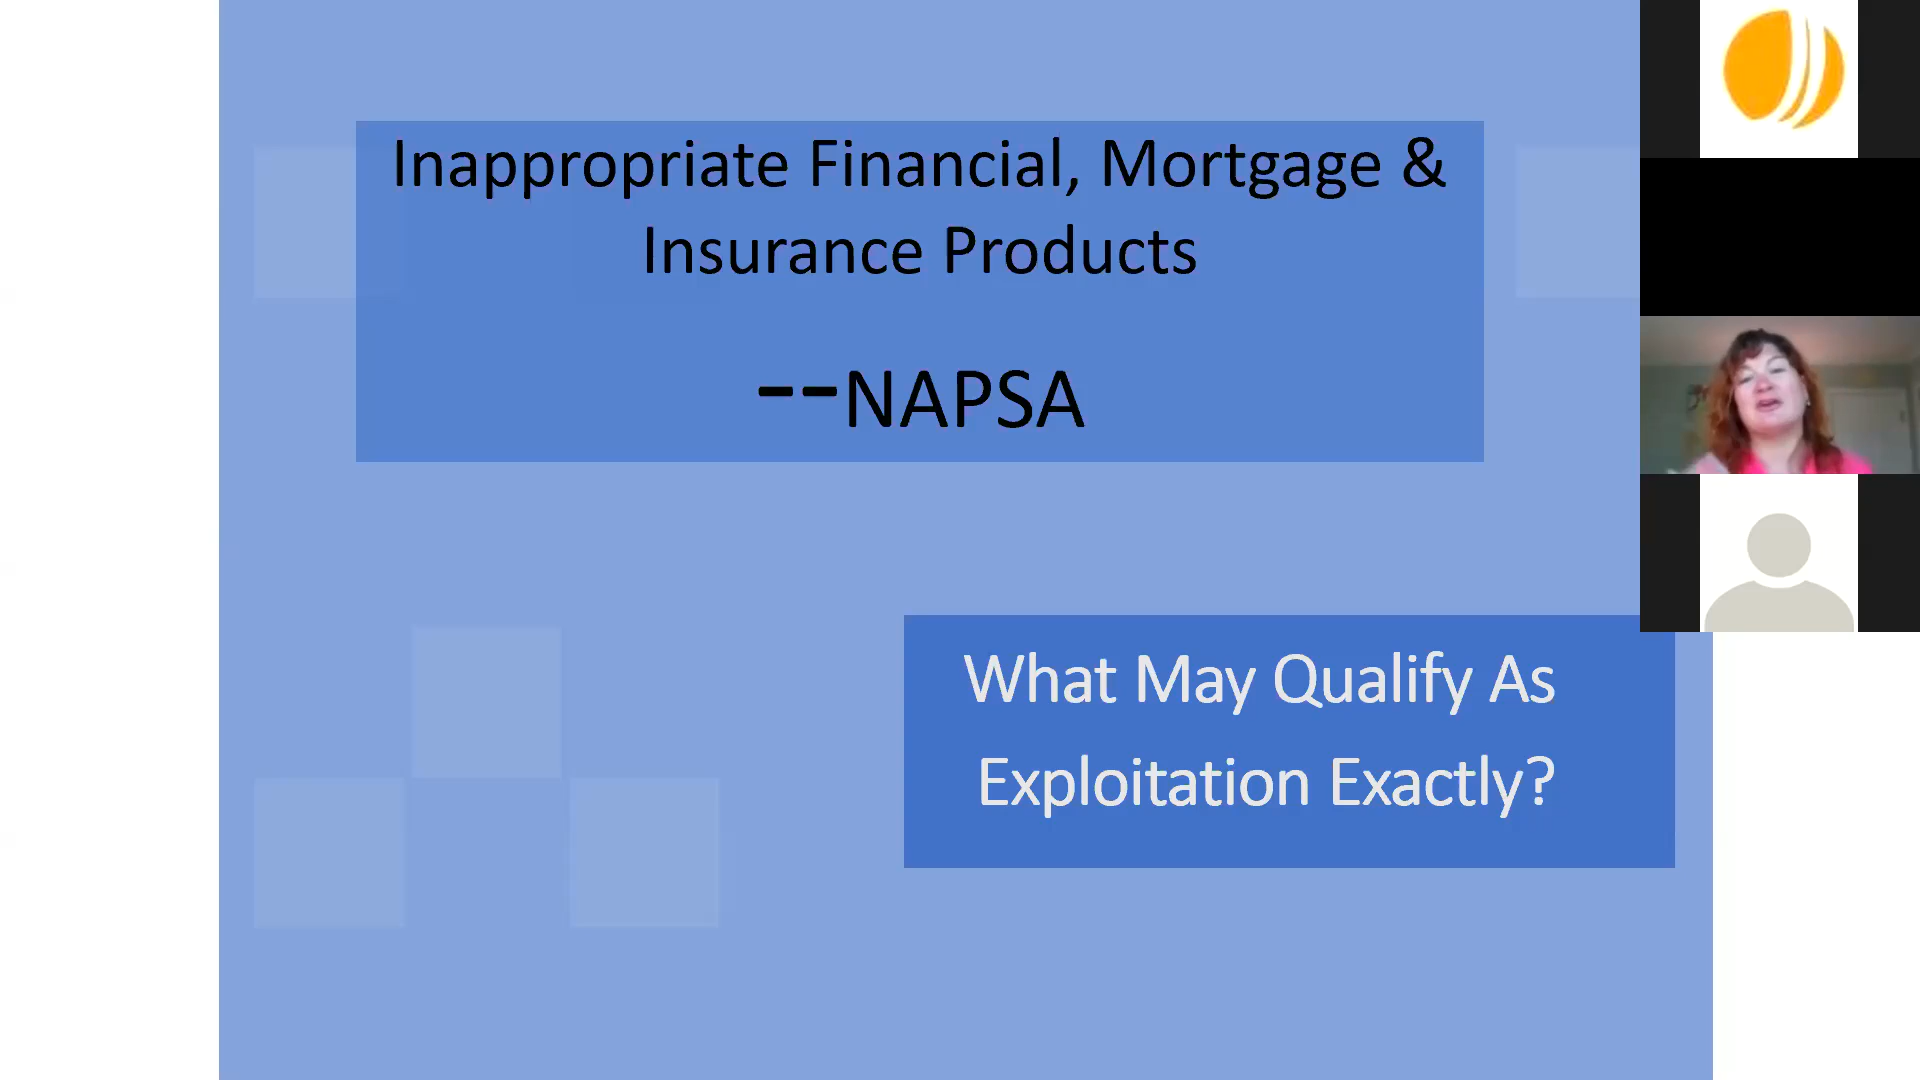 Inappropriate Financial, Mortgage &
Insurance Products
--NAPSA
What May Qualify As
Exploitation Exactly?